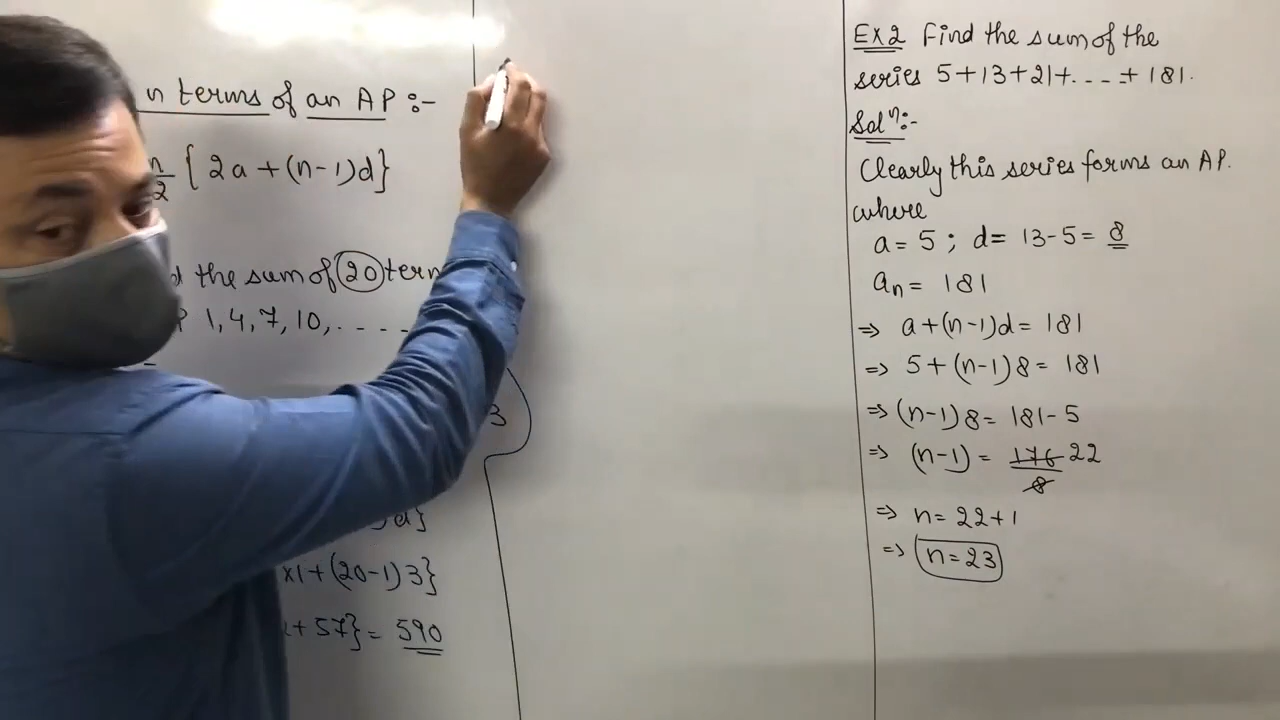 n terms of an AP :-
n/2 { 2a + (n-1)d}
the sum of 20 term
1, 4, 7, 10, . . . . .
3
d}
x1 + (20-1) 3}
+ 57} = 590
Ex 2 Find the sum of the
series 5+13+21+. . . . + 181.
Solⁿ:-
Clearly this series forms an AP.
where
a = 5 ; d = 13-5 = 8
aₙ = 181
⇒ a+(n-1)d = 181
⇒ 5+(n-1) 8 = 181
⇒ (n-1) 8 = 181-5
⇒ (n-1) = 176/8 22
⇒ n = 22+1
⇒ n = 23